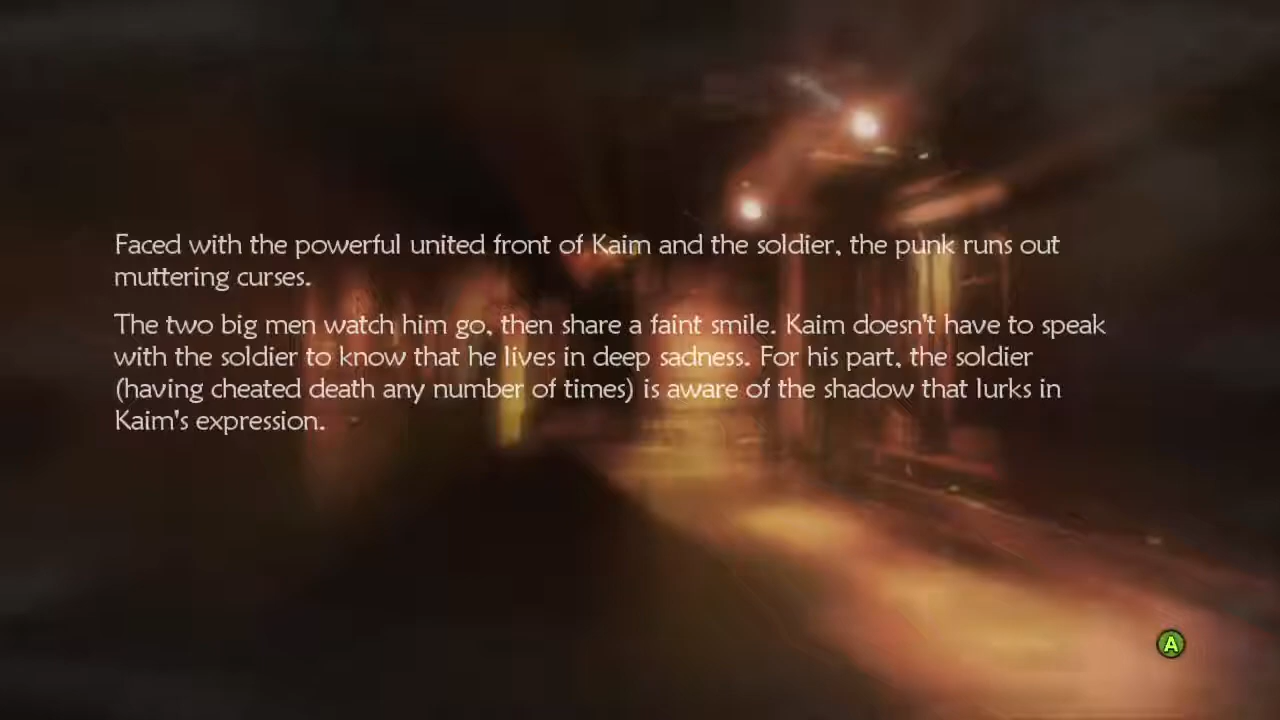 Faced with the powerful united front of Kaim and the soldier, the punk runs out
muttering curses.
The two big men watch him go, then share a faint smile. Kaim doesn't have to speak
with the soldier to know that he lives in deep sadness. For his part, the soldier
(having cheated death any number of times) is aware of the shadow that lurks in
Kaim's expression.
A